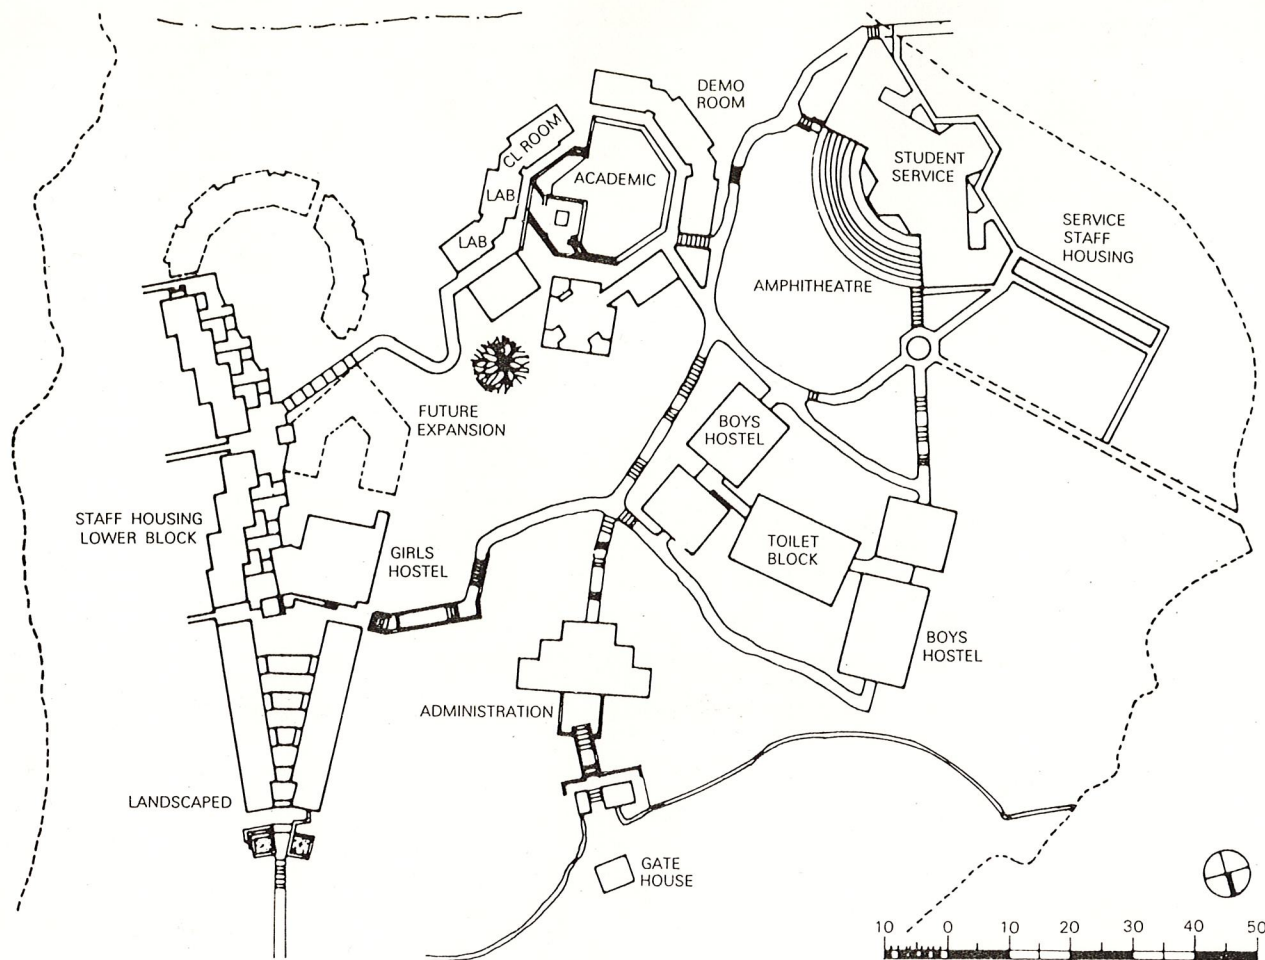 DEMO
ROOM
CL ROOM
ACADEMIC
LAB
LAB
STUDENT
SERVICE
SERVICE
STAFF
HOUSING
AMPHITHEATRE
FUTURE
EXPANSION
BOYS
HOSTEL
STAFF HOUSING
LOWER BLOCK
GIRLS
HOSTEL
TOILET
BLOCK
BOYS
HOSTEL
ADMINISTRATION
LANDSCAPED
GATE
HOUSE
10 0 10 20 30 40 50